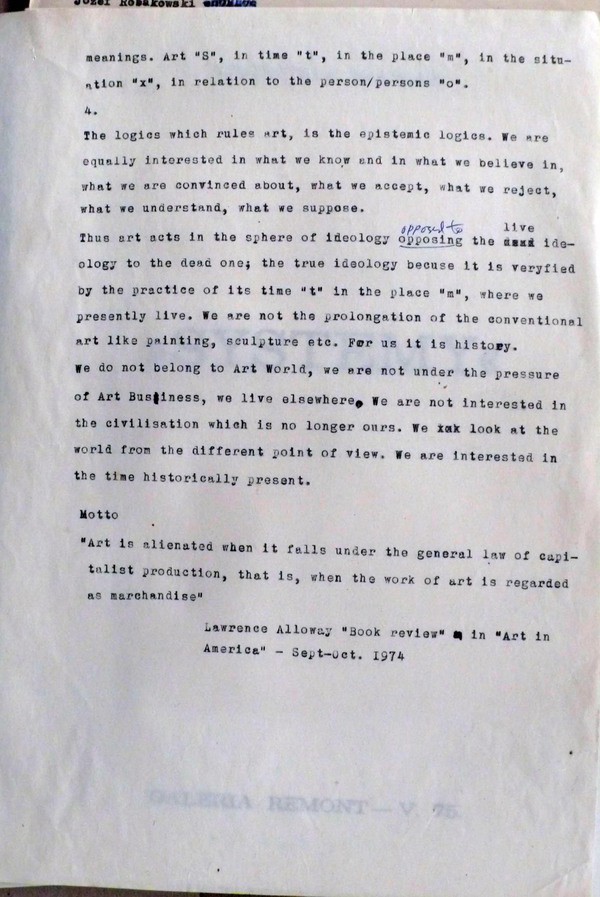 Józef Robakowski
meanings. Art "S", in time "t", in the place "m", in the situ-
ation "x", in relation to the person/persons "o".
4.
The logics which rules art, is the epistemic logics. We are
equally interested in what we know and in what we believe in,
what we are convinced about, what we accept, what we reject,
what we understand, what we suppose.
opposed to live
Thus art acts in the sphere of ideology opposing the dead ide-
ology to the dead one; the true ideology becuse it is veryfied
by the practice of its time "t" in the place "m", where we
presently live. We are not the prolongation of the conventional
art like painting, sculpture etc. For us it is history.
We do not belong to Art World, we are not under the pressure
of Art Business, we live elsewhere. We are not interested in
the civilisation which is no longer ours. We look at the
world from the different point of view. We are interested in
the time historically present.
Motto
"Art is alienated when it falls under the general law of capi-
talist production, that is, when the work of art is regarded
as marchandise"
Lawrence Alloway "Book review" in "Art in
America" - Sept-Oct. 1974
GALERIA REMONT — V 75